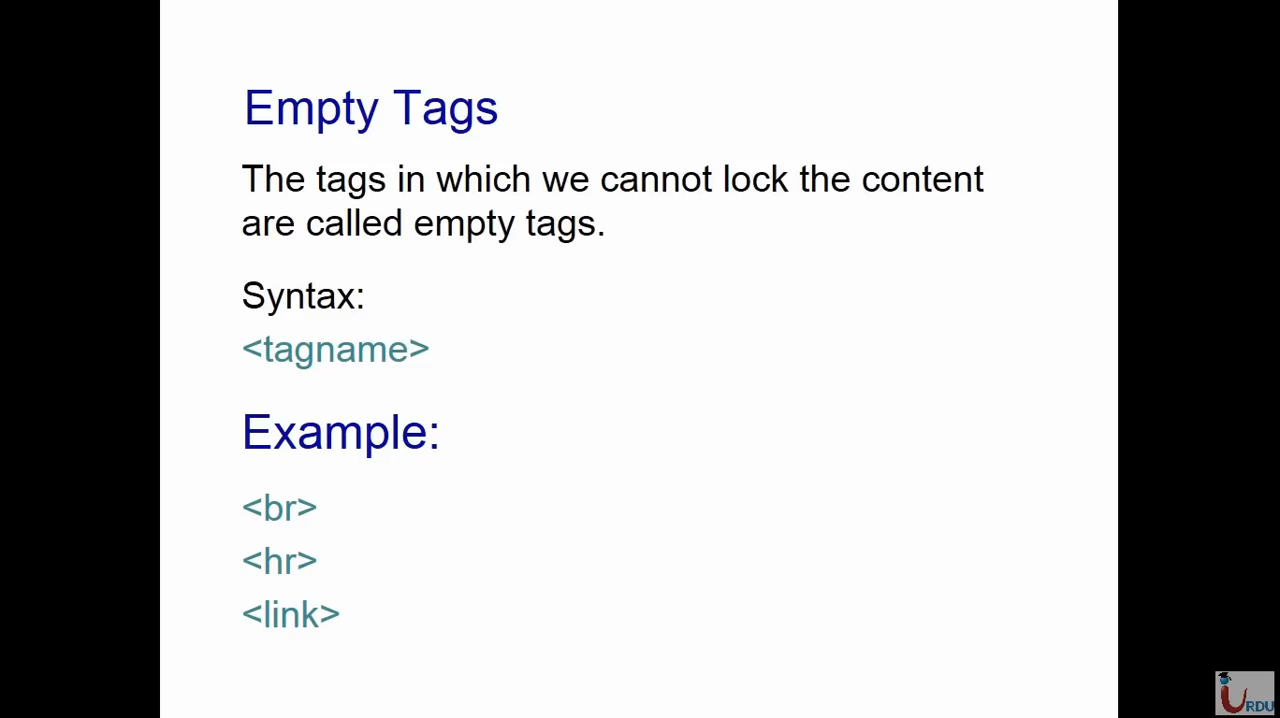 Empty Tags
The tags in which we cannot lock the content
are called empty tags.
Syntax:
<tagname>
Example:
<br>
<hr>
<link>
iURDU